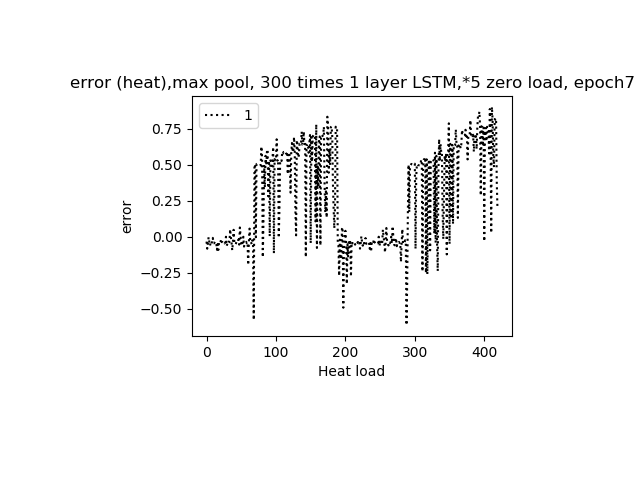 error (heat),max pool, 300 times 1 layer LSTM,*5 zero load, epoch7
1
0.75
0.50
0.25
0.00
−0.25
−0.50
error
0 100 200 300 400
Heat load